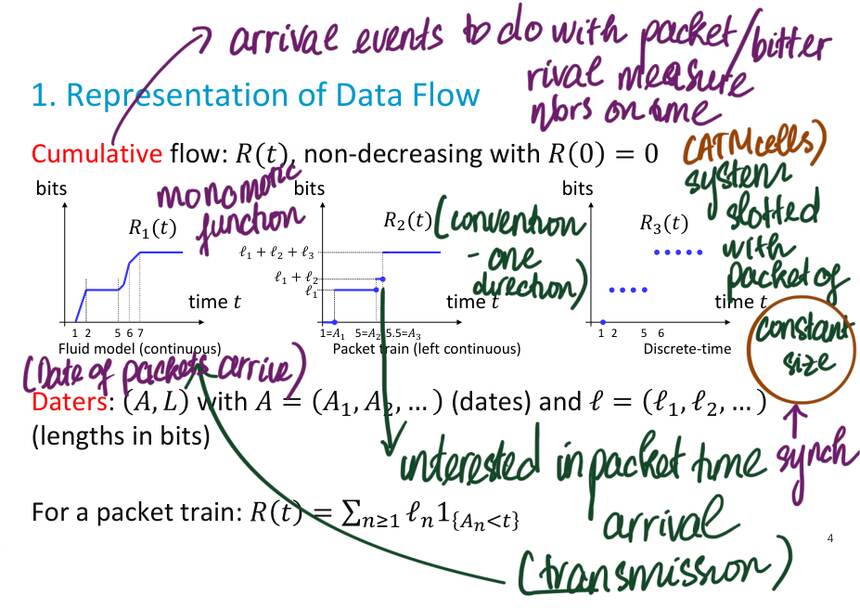 arrival events to do with packet/bitter
rival measure
nbrs on time
1. Representation of Data Flow
Cumulative flow: R(t), non-decreasing with R(0) = 0
(ATM cells)
system
slotted
with
packet of
constant
size
synch
monomotic
function
bits
R₁(t)
time t
1 2 5 6 7
Fluid model (continuous)
bits
R₂(t)
(convention
- one
direction)
ℓ₁ + ℓ₂ + ℓ₃
ℓ₁ + ℓ₂
ℓ₁
time t
1=A₁ 5=A₂ 5.5=A₃
Packet train (left continuous)
bits
R₃(t)
time t
1 2 5 6
Discrete-time
(Date of packets arrive)
Daters: (A, L) with A = (A₁, A₂, … ) (dates) and ℓ = (ℓ₁, ℓ₂, … )
(lengths in bits)
interested in packet time
arrival
(transmission)
For a packet train: R(t) = ∑ₙ≥₁ ℓₙ1{Aₙ<t}
4